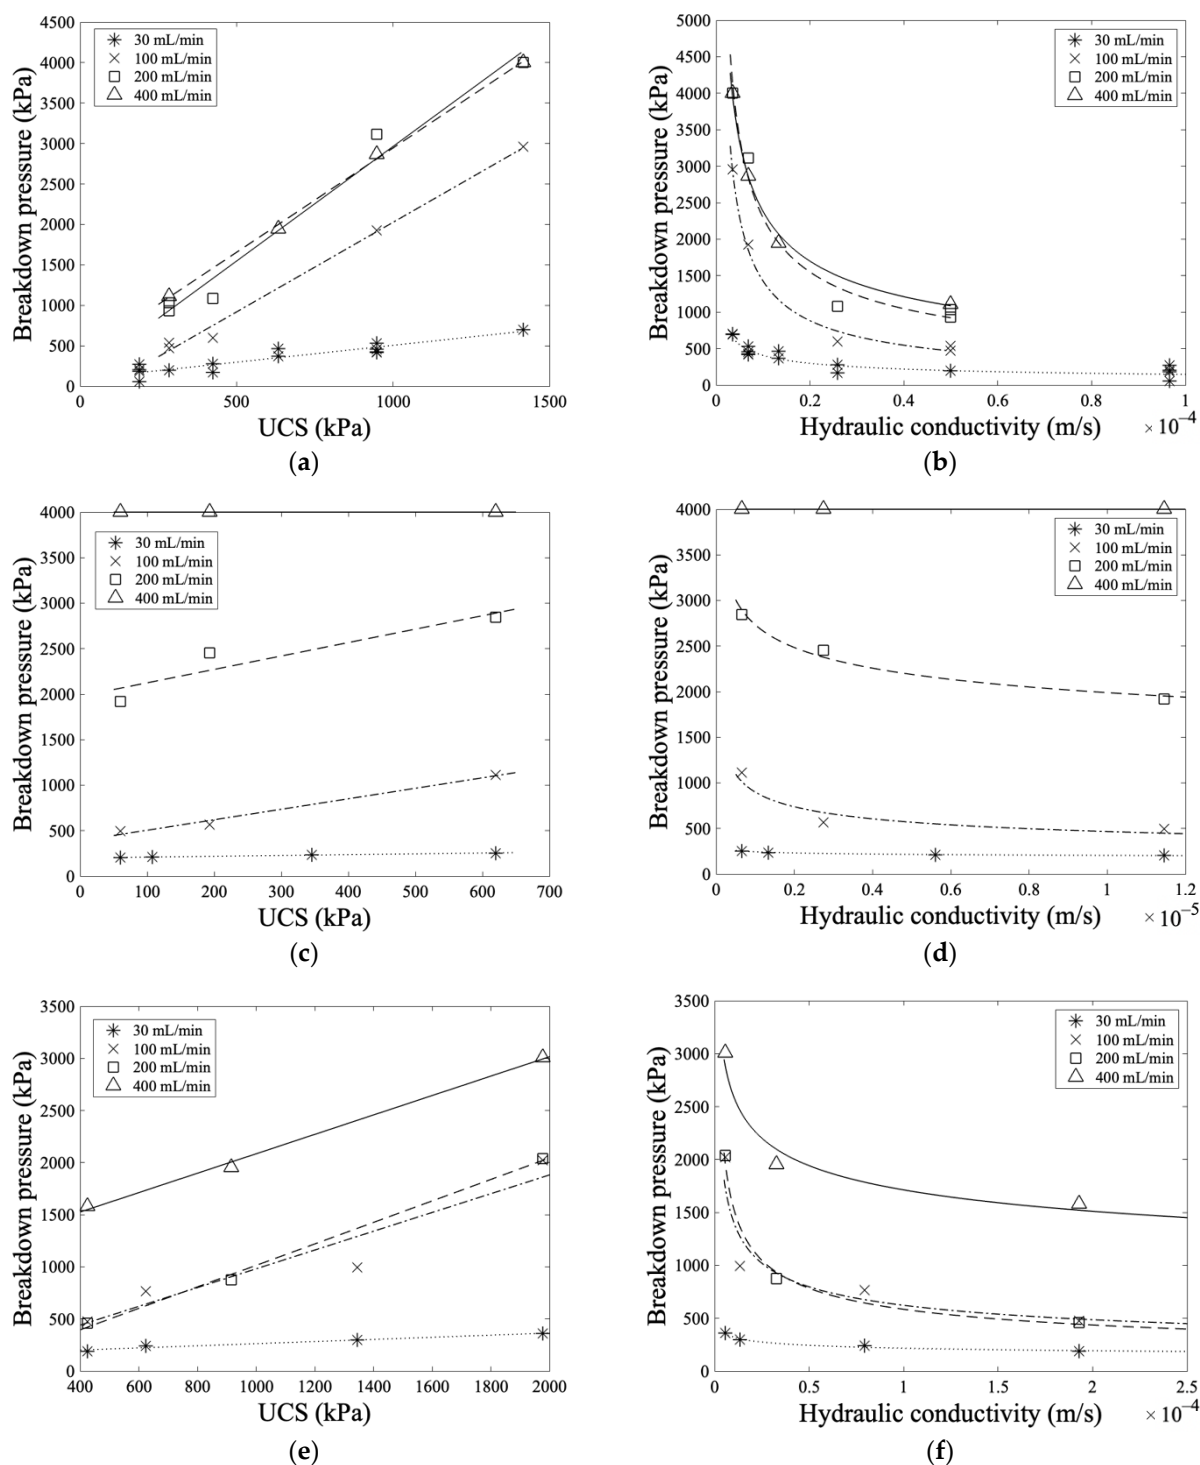 4500
4000
3500
3000
2500
2000
1500
1000
500
0
Breakdown pressure (kPa)
30 mL/min
100 mL/min
200 mL/min
400 mL/min
0 500 1000 1500
UCS (kPa)
(a)
5000
4500
4000
3500
3000
2500
2000
1500
1000
500
0
Breakdown pressure (kPa)
30 mL/min
100 mL/min
200 mL/min
400 mL/min
0 0.2 0.4 0.6 0.8 1
Hydraulic conductivity (m/s) × 10⁻⁴
(b)
4000
3500
3000
2500
2000
1500
1000
500
0
Breakdown pressure (kPa)
30 mL/min
100 mL/min
200 mL/min
400 mL/min
0 100 200 300 400 500 600 700
UCS (kPa)
(c)
4000
3500
3000
2500
2000
1500
1000
500
0
Breakdown pressure (kPa)
30 mL/min
100 mL/min
200 mL/min
400 mL/min
0 0.2 0.4 0.6 0.8 1 1.2
Hydraulic conductivity (m/s) × 10⁻⁵
(d)
3500
3000
2500
2000
1500
1000
500
0
Breakdown pressure (kPa)
30 mL/min
100 mL/min
200 mL/min
400 mL/min
400 600 800 1000 1200 1400 1600 1800 2000
UCS (kPa)
(e)
3500
3000
2500
2000
1500
1000
500
0
Breakdown pressure (kPa)
30 mL/min
100 mL/min
200 mL/min
400 mL/min
0 0.5 1 1.5 2 2.5
Hydraulic conductivity (m/s) × 10⁻⁴
(f)